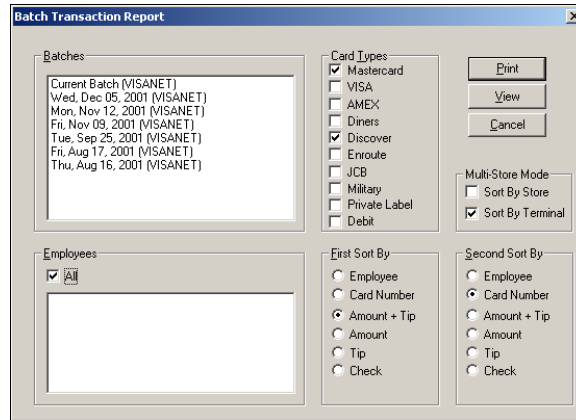 Batch Transaction Report
Batches
Current Batch (VISANET)
Wed, Dec 05, 2001 (VISANET)
Mon, Nov 12, 2001 (VISANET)
Fri, Nov 09, 2001 (VISANET)
Tue, Sep 25, 2001 (VISANET)
Fri, Aug 17, 2001 (VISANET)
Thu, Aug 16, 2001 (VISANET)
Card Types
Mastercard
VISA
AMEX
Diners
Discover
Enroute
JCB
Military
Private Label
Debit
Print
View
Cancel
Multi-Store Mode
Sort By Store
Sort By Terminal
Employees
All
First Sort By
Employee
Card Number
Amount + Tip
Amount
Tip
Check
Second Sort By
Employee
Card Number
Amount + Tip
Amount
Tip
Check